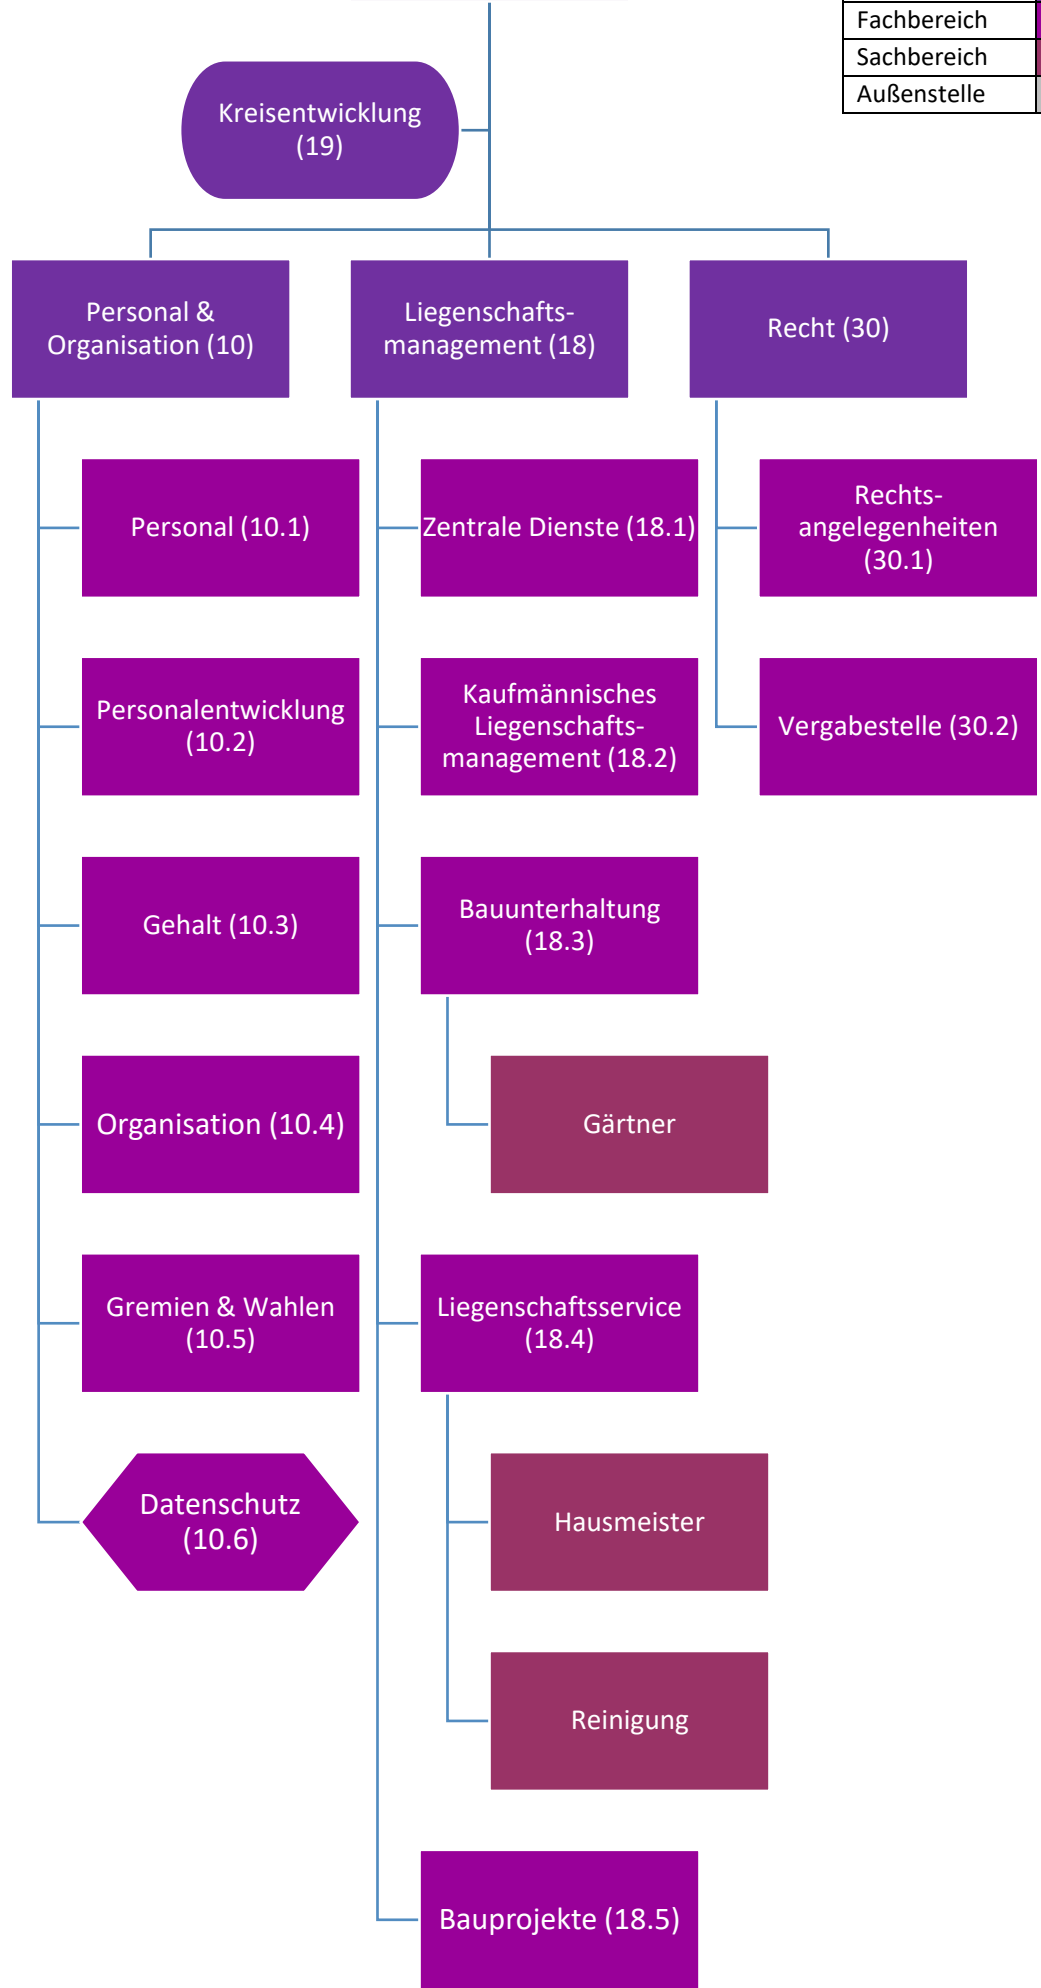 Fachbereich
Sachbereich
Außenstelle
Kreisentwicklung
(19)
Personal &
Organisation (10)
Liegenschafts-
management (18)
Recht (30)
Personal (10.1)
Zentrale Dienste (18.1)
Rechts-
angelegenheiten
(30.1)
Personalentwicklung
(10.2)
Kaufmännisches
Liegenschafts-
management (18.2)
Vergabestelle (30.2)
Gehalt (10.3)
Bauunterhaltung
(18.3)
Organisation (10.4)
Gärtner
Gremien & Wahlen
(10.5)
Liegenschaftsservice
(18.4)
Datenschutz
(10.6)
Hausmeister
Reinigung
Bauprojekte (18.5)